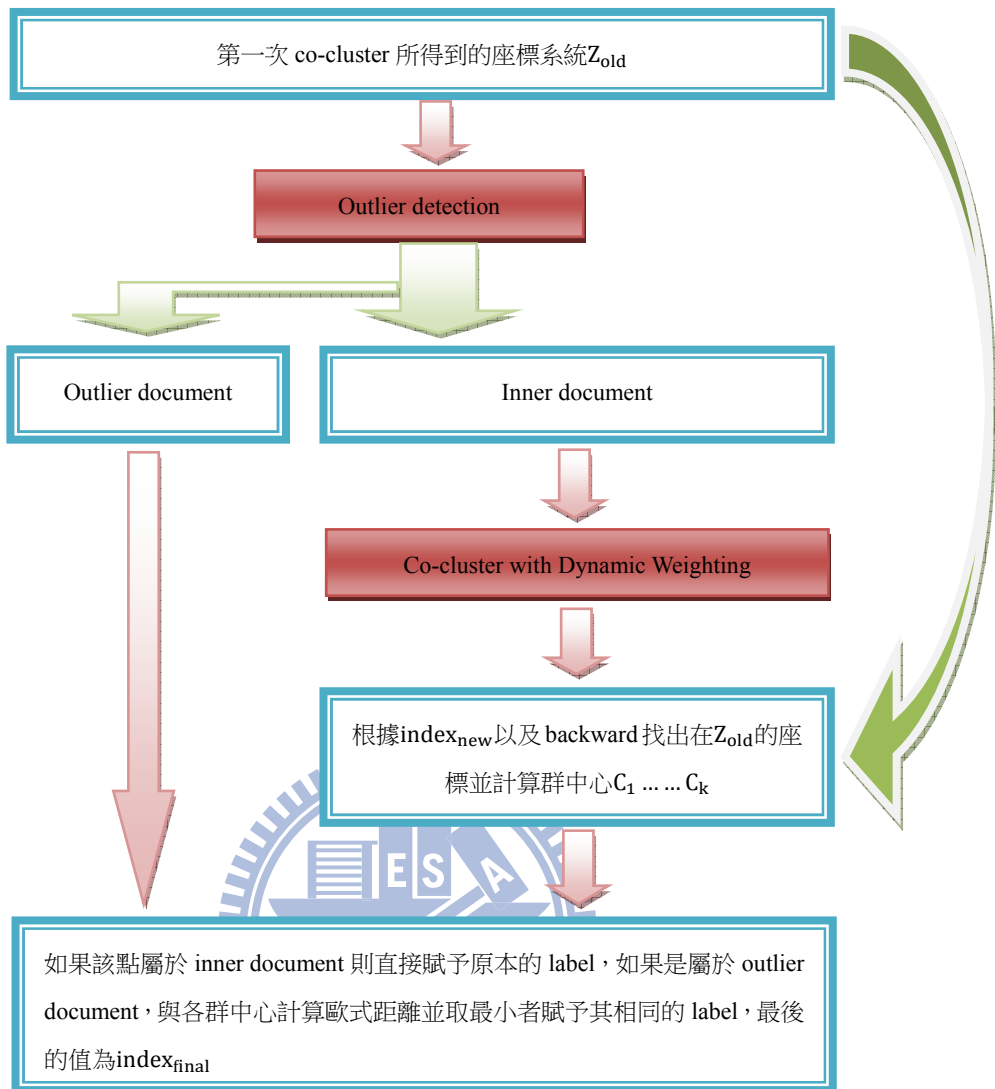 第一次 co-cluster 所得到的座標系統Z_old
Outlier detection
Outlier document
Inner document
Co-cluster with Dynamic Weighting
根據index_new以及 backward 找出在Z_old的座
標並計算群中心C_1 … … C_k
E S A
如果該點屬於 inner document 則直接賦予原本的 label，如果是屬於 outlier
document，與各群中心計算歐式距離並取最小者賦予其相同的 label，最後
的值為index_final